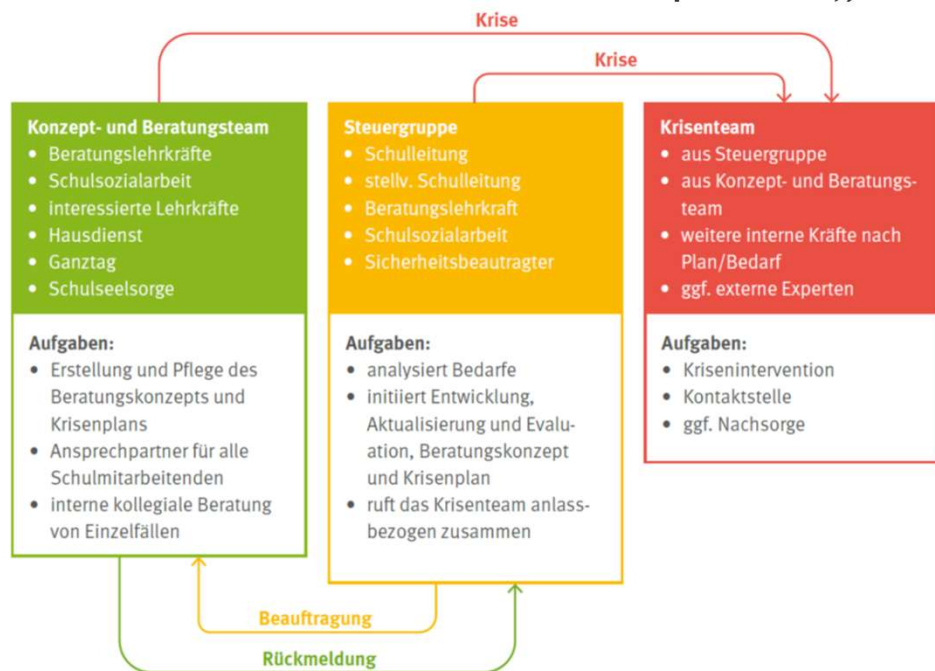 Krise
Krise
Konzept- und Beratungsteam
• Beratungslehrkräfte
• Schulsozialarbeit
• interessierte Lehrkräfte
• Hausdienst
• Ganztag
• Schulseelsorge
Aufgaben:
• Erstellung und Pflege des
Beratungskonzepts und
Krisenplans
• Ansprechpartner für alle
Schulmitarbeitenden
• interne kollegiale Beratung
von Einzelfällen
Steuergruppe
• Schulleitung
• stellv. Schulleitung
• Beratungslehrkraft
• Schulsozialarbeit
• Sicherheitsbeautragter
Aufgaben:
• analysiert Bedarfe
• initiiert Entwicklung,
Aktualisierung und Evalu-
ation, Beratungskonzept
und Krisenplan
• ruft das Krisenteam anlass-
bezogen zusammen
Krisenteam
• aus Steuergruppe
• aus Konzept- und Beratungs-
team
• weitere interne Kräfte nach
Plan/Bedarf
• ggf. externe Experten
Aufgaben:
• Krisenintervention
• Kontaktstelle
• ggf. Nachsorge
Beauftragung
Rückmeldung